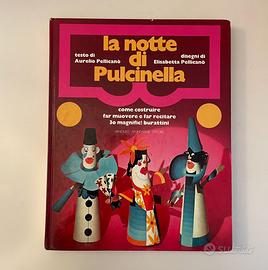 la notte
di
Pulcinella
testo di
Aurelio Pellicanò
disegni di
Elisabetta Pellicanò
come costruire
far muovere e far recitare
30 magnifici burattini
subito